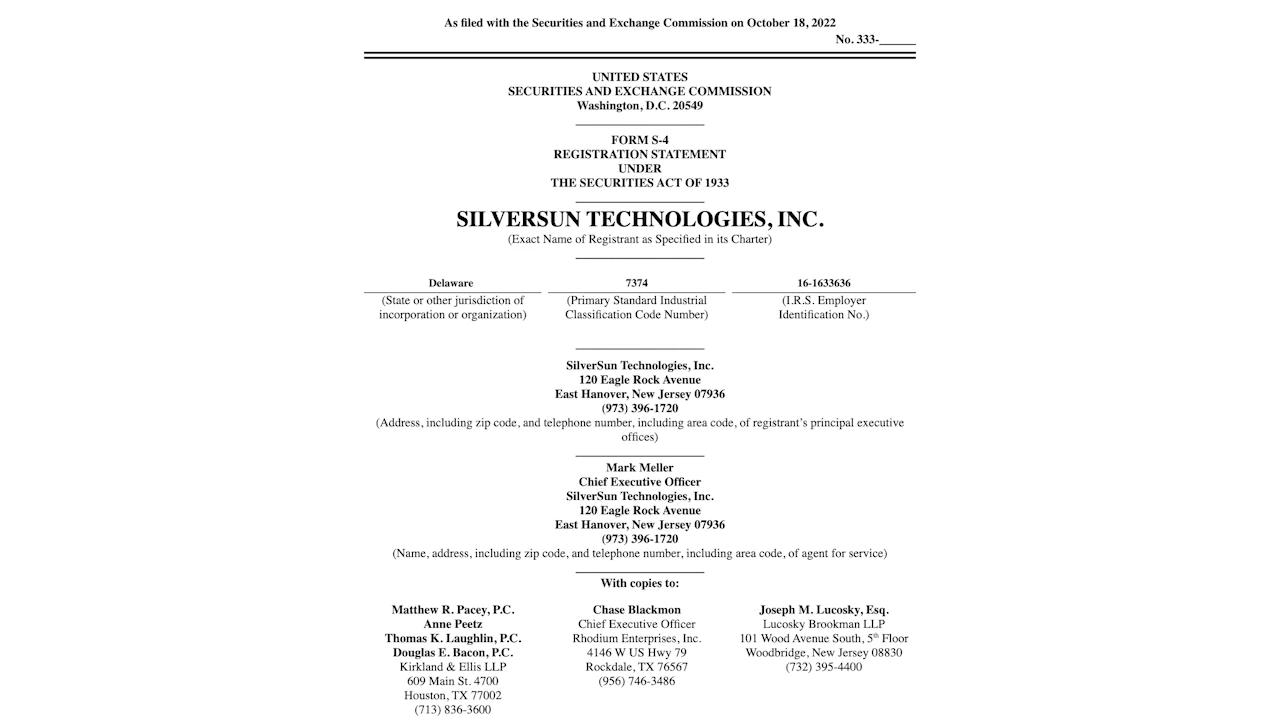 As filed with the Securities and Exchange Commission on October 18, 2022
No. 333-______
UNITED STATES
SECURITIES AND EXCHANGE COMMISSION
Washington, D.C. 20549
FORM S-4
REGISTRATION STATEMENT
UNDER
THE SECURITIES ACT OF 1933
SILVERSUN TECHNOLOGIES, INC.
(Exact Name of Registrant as Specified in its Charter)
Delaware 7374 16-1633636
(State or other jurisdiction of (Primary Standard Industrial (I.R.S. Employer
incorporation or organization) Classification Code Number) Identification No.)
SilverSun Technologies, Inc.
120 Eagle Rock Avenue
East Hanover, New Jersey 07936
(973) 396-1720
(Address, including zip code, and telephone number, including area code, of registrant’s principal executive
offices)
Mark Meller
Chief Executive Officer
SilverSun Technologies, Inc.
120 Eagle Rock Avenue
East Hanover, New Jersey 07936
(973) 396-1720
(Name, address, including zip code, and telephone number, including area code, of agent for service)
With copies to:
Matthew R. Pacey, P.C.
Anne Peetz
Thomas K. Laughlin, P.C.
Douglas E. Bacon, P.C.
Kirkland & Ellis LLP
609 Main St. 4700
Houston, TX 77002
(713) 836-3600
Chase Blackmon
Chief Executive Officer
Rhodium Enterprises, Inc.
4146 W US Hwy 79
Rockdale, TX 76567
(956) 746-3486
Joseph M. Lucosky, Esq.
Lucosky Brookman LLP
101 Wood Avenue South, 5th Floor
Woodbridge, New Jersey 08830
(732) 395-4400